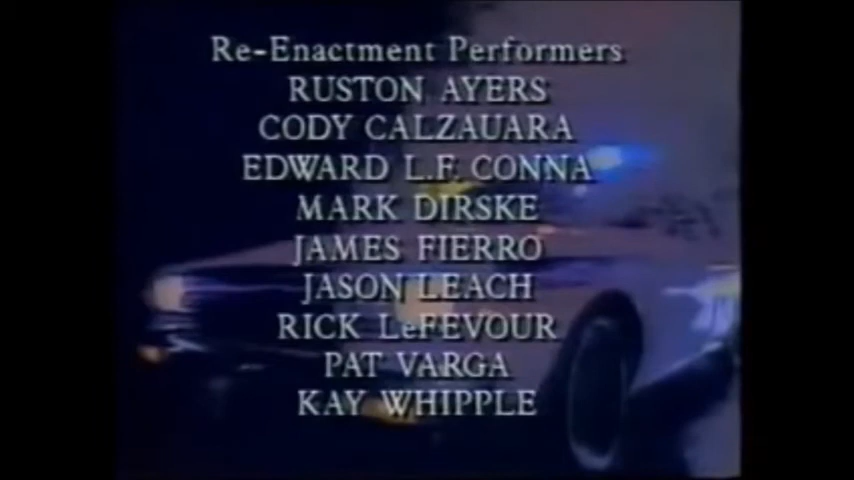 Re-Enactment Performers
RUSTON AYERS
CODY CALZAUARA
EDWARD L.F. CONNA
MARK DIRSKE
JAMES FIERRO
JASON LEACH
RICK LeFEVOUR
PAT VARGA
KAY WHIPPLE